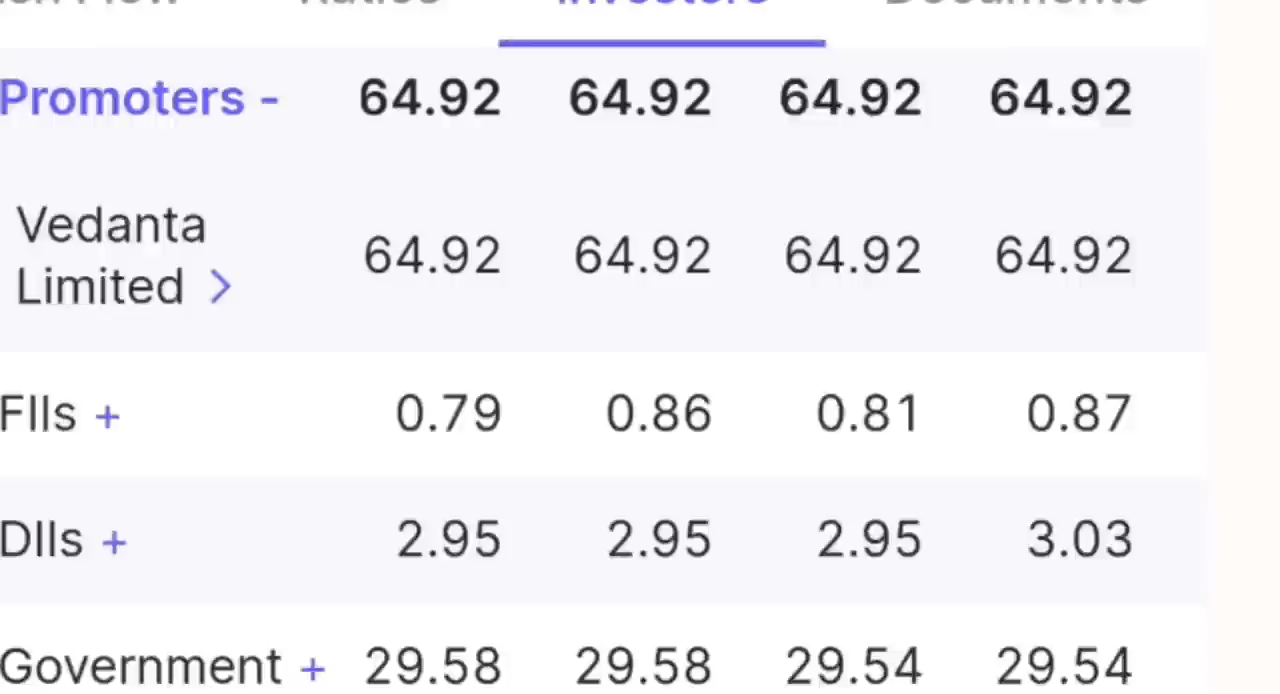 Investors
Promoters - 64.92 64.92 64.92 64.92
Vedanta
Limited > 64.92 64.92 64.92 64.92
FIIs + 0.79 0.86 0.81 0.87
DIIs + 2.95 2.95 2.95 3.03
Government + 29.58 29.58 29.54 29.54